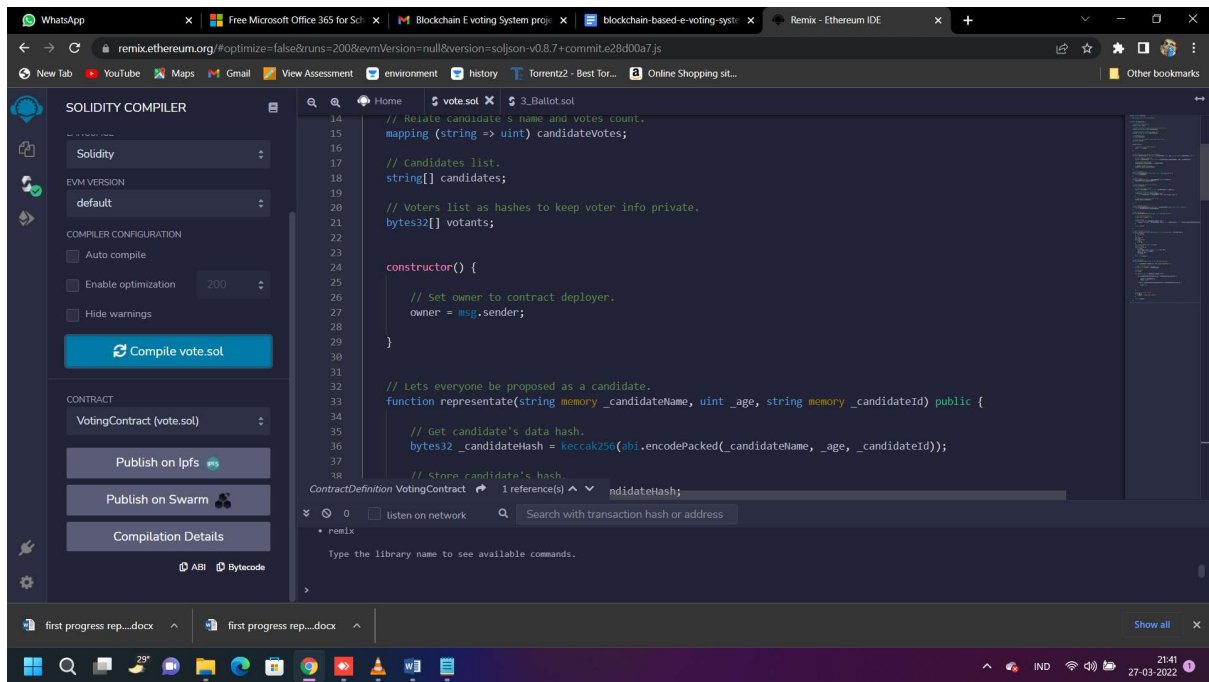 WhatsApp
Free Microsoft Office 365 for Sch
Blockchain E voting System proje
blockchain-based-e-voting-syste
Remix - Ethereum IDE
remix.ethereum.org/#optimize=false&runs=200&evmVersion=null&version=soljson-v0.8.7+commit.e28d00a7.js
New Tab
YouTube
Maps
Gmail
View Assessment
environment
history
Torrentz2 - Best Tor...
Online Shopping sit...
Other bookmarks
SOLIDITY COMPILER
LANGUAGE
Solidity
EVM VERSION
default
COMPILER CONFIGURATION
Auto compile
Enable optimization 200
Hide warnings
Compile vote.sol
CONTRACT
VotingContract (vote.sol)
Publish on Ipfs
Publish on Swarm
Compilation Details
ABI Bytecode
Home vote.sol 3_Ballot.sol
14 // Relate candidate's name and votes count.
15 mapping (string => uint) candidateVotes;
16
17 // Candidates list.
18 string[] candidates;
19
20 // Voters list as hashes to keep voter info private.
21 bytes32[] votants;
22
23
24 constructor() {
25
26 // Set owner to contract deployer.
27 owner = msg.sender;
28
29 }
30
31
32 // Lets everyone be proposed as a candidate.
33 function representate(string memory _candidateName, uint _age, string memory _candidateId) public {
34
35 // Get candidate's data hash.
36 bytes32 _candidateHash = keccak256(abi.encodePacked(_candidateName, _age, _candidateId));
37
38 // Store candidate's hash.
ContractDefinition VotingContract 1 reference(s) ndidateHash;
0 listen on network Search with transaction hash or address
• remix
Type the library name to see available commands.
>
first progress rep....docx
first progress rep....docx
Show all
29°
IND
21:41
27-03-2022
1